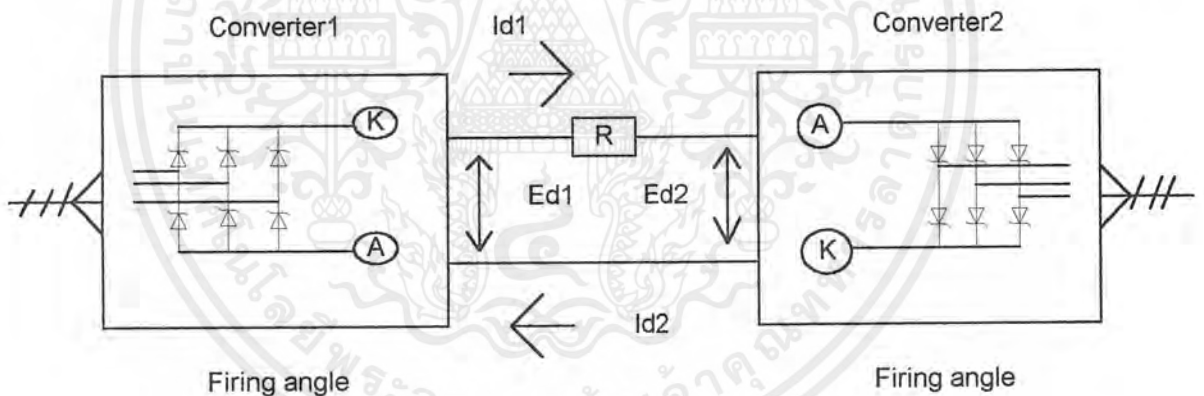 Converter1
Id1
Converter2
K
A
R
Ed1
Ed2
A
K
Id2
Firing angle
Firing angle